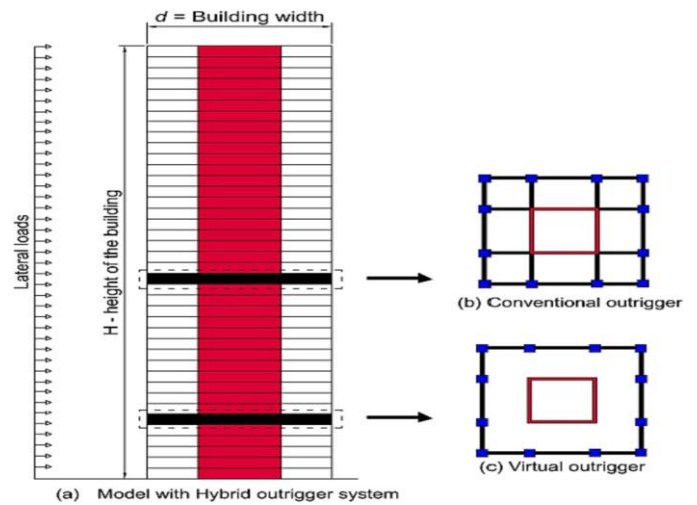 d = Building width
Lateral loads
H - height of the building
(b) Conventional outrigger
(c) Virtual outrigger
(a) Model with Hybrid outrigger system